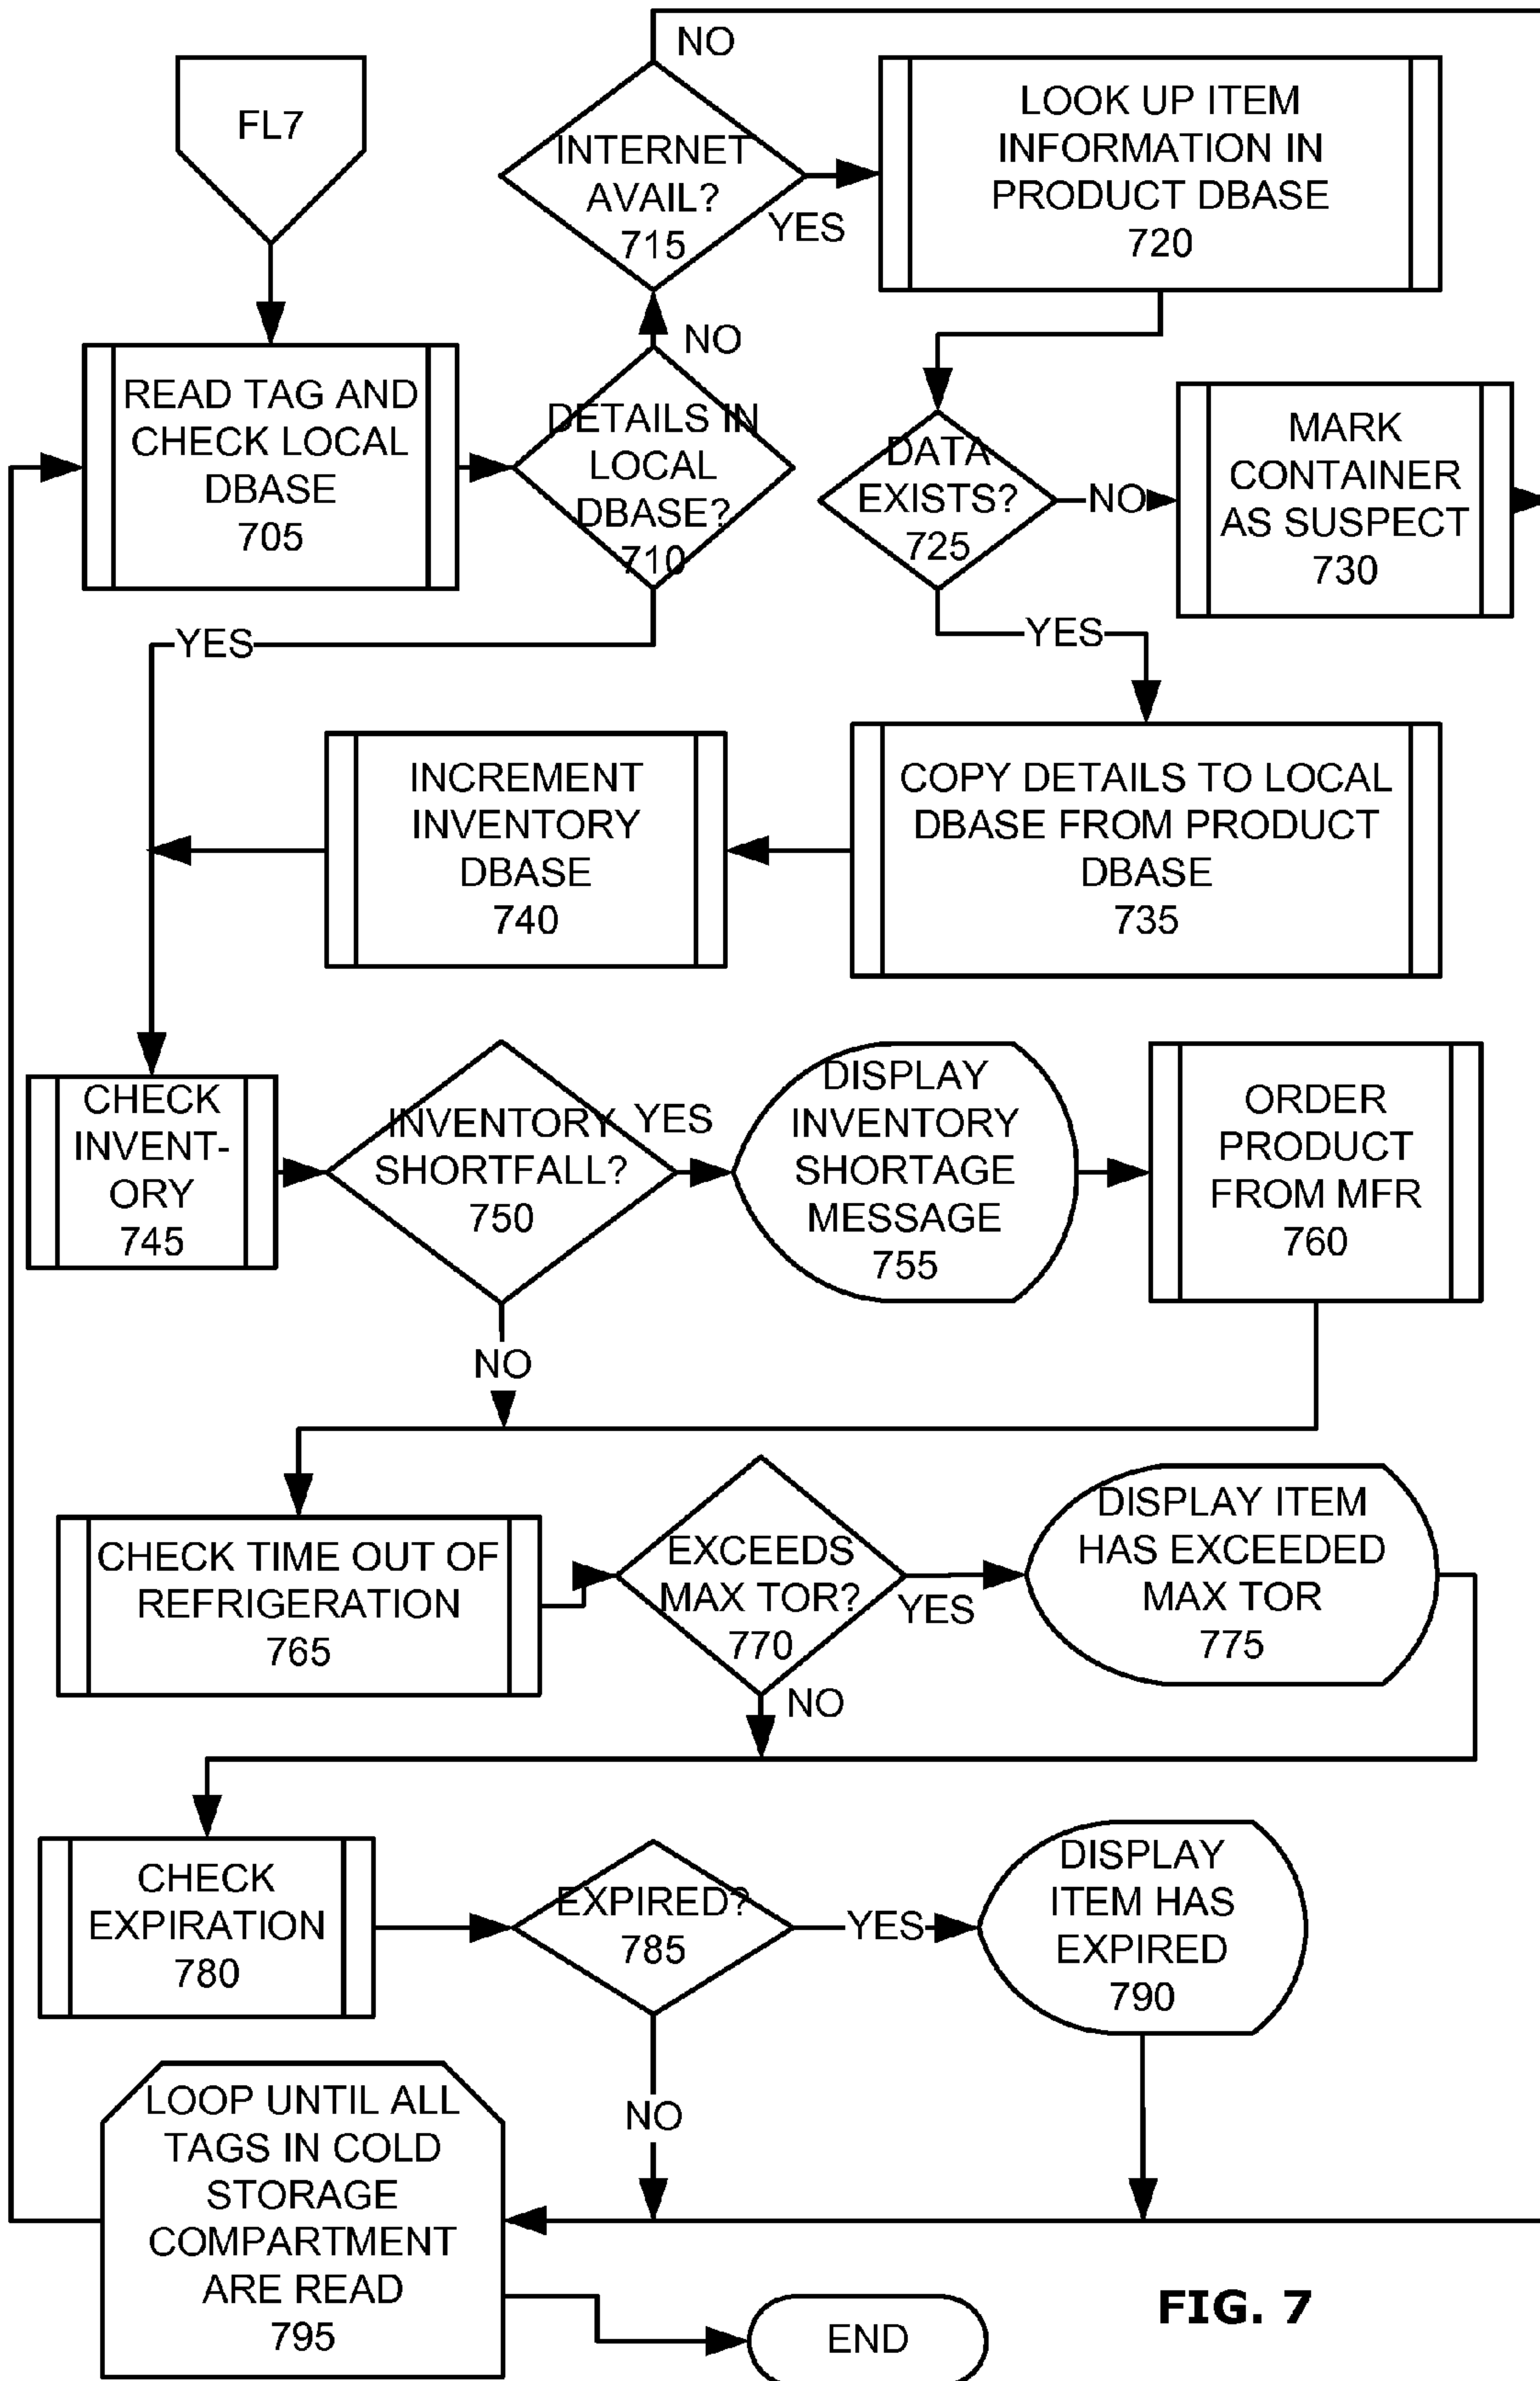 FL7
NO
INTERNET
AVAIL?
715
YES
LOOK UP ITEM
INFORMATION IN
PRODUCT DBASE
720
READ TAG AND
CHECK LOCAL
DBASE
705
NO
DETAILS IN
LOCAL
DBASE?
710
YES
DATA
EXISTS?
725
NO
MARK
CONTAINER
AS SUSPECT
730
YES
INCREMENT
INVENTORY
DBASE
740
COPY DETAILS TO LOCAL
DBASE FROM PRODUCT
DBASE
735
CHECK
INVENT-
ORY
745
INVENTORY
SHORTFALL?
750
YES
DISPLAY
INVENTORY
SHORTAGE
MESSAGE
755
ORDER
PRODUCT
FROM MFR
760
NO
CHECK TIME OUT OF
REFRIGERATION
765
EXCEEDS
MAX TOR?
770
YES
DISPLAY ITEM
HAS EXCEEDED
MAX TOR
775
NO
CHECK
EXPIRATION
780
EXPIRED?
785
YES
DISPLAY
ITEM HAS
EXPIRED
790
NO
LOOP UNTIL ALL
TAGS IN COLD
STORAGE
COMPARTMENT
ARE READ
795
END
FIG. 7